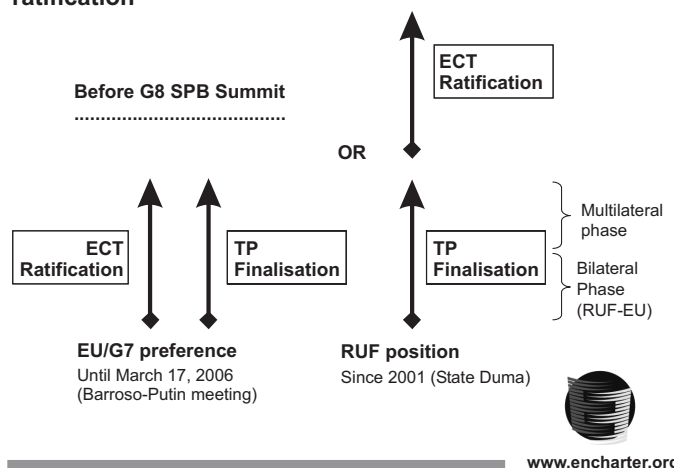 ratification
Before G8 SPB Summit
........................................
OR
ECT
Ratification
ECT
Ratification
TP
Finalisation
TP
Finalisation
Multilateral
phase
Bilateral
Phase
(RUF-EU)
EU/G7 preference
Until March 17, 2006
(Barroso-Putin meeting)
RUF position
Since 2001 (State Duma)
www.encharter.org